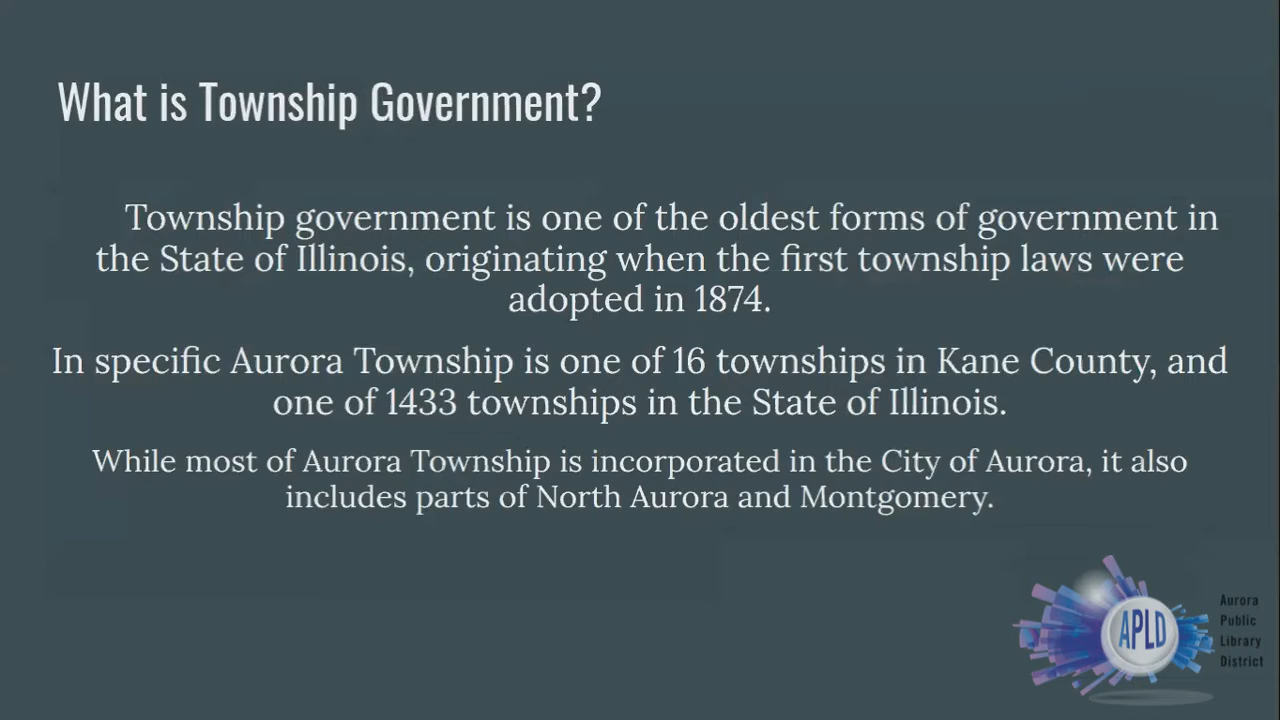 What is Township Government?
Township government is one of the oldest forms of government in
the State of Illinois, originating when the first township laws were
adopted in 1874.
In specific Aurora Township is one of 16 townships in Kane County, and
one of 1433 townships in the State of Illinois.
While most of Aurora Township is incorporated in the City of Aurora, it also
includes parts of North Aurora and Montgomery.
APLD
Aurora
Public
Library
District